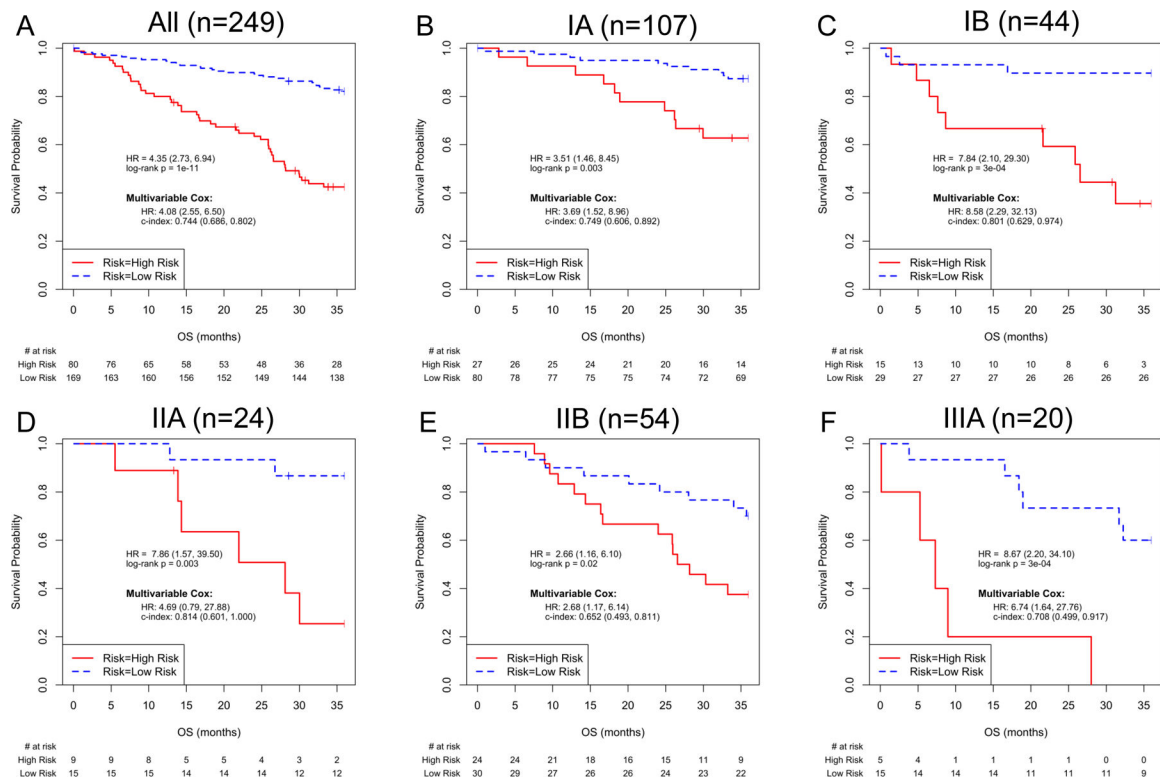 A All (n=249)
Survival Probability
1.0
0.8
0.6
0.4
0.2
0.0
HR = 4.35 (2.73, 6.94)
log-rank p = 1e-11
Multivariable Cox:
HR: 4.08 (2.55, 6.50)
c-index: 0.744 (0.686, 0.802)
Risk=High Risk
Risk=Low Risk
0 5 10 15 20 25 30 35
OS (months)
# at risk
High Risk 80 76 65 58 53 48 36 28
Low Risk 169 163 160 156 152 149 144 138
B IA (n=107)
Survival Probability
1.0
0.8
0.6
0.4
0.2
0.0
HR = 3.51 (1.46, 8.45)
log-rank p = 0.003
Multivariable Cox:
HR: 3.69 (1.52, 8.96)
c-index: 0.749 (0.606, 0.892)
Risk=High Risk
Risk=Low Risk
0 5 10 15 20 25 30 35
OS (months)
# at risk
High Risk 27 26 25 24 21 20 16 14
Low Risk 80 78 77 75 75 74 72 69
C IB (n=44)
Survival Probability
1.0
0.8
0.6
0.4
0.2
0.0
HR = 7.84 (2.10, 29.30)
log-rank p = 3e-04
Multivariable Cox:
HR: 8.58 (2.29, 32.13)
c-index: 0.801 (0.629, 0.974)
Risk=High Risk
Risk=Low Risk
0 5 10 15 20 25 30 35
OS (months)
# at risk
High Risk 15 13 10 10 10 8 6 3
Low Risk 29 27 27 27 26 26 26 26
D IIA (n=24)
Survival Probability
1.0
0.8
0.6
0.4
0.2
0.0
HR = 7.86 (1.57, 39.50)
log-rank p = 0.003
Multivariable Cox:
HR: 4.69 (0.79, 27.88)
c-index: 0.814 (0.601, 1.000)
Risk=High Risk
Risk=Low Risk
0 5 10 15 20 25 30 35
OS (months)
# at risk
High Risk 9 9 8 5 5 4 3 2
Low Risk 15 15 15 14 14 14 12 12
E IIB (n=54)
Survival Probability
1.0
0.8
0.6
0.4
0.2
0.0
HR = 2.66 (1.16, 6.10)
log-rank p = 0.02
Multivariable Cox:
HR: 2.68 (1.17, 6.14)
c-index: 0.652 (0.493, 0.811)
Risk=High Risk
Risk=Low Risk
0 5 10 15 20 25 30 35
OS (months)
# at risk
High Risk 24 24 21 18 16 15 11 9
Low Risk 30 29 27 26 26 24 23 22
F IIIA (n=20)
Survival Probability
1.0
0.8
0.6
0.4
0.2
0.0
HR = 8.67 (2.20, 34.10)
log-rank p = 3e-04
Multivariable Cox:
HR: 6.74 (1.64, 27.76)
c-index: 0.708 (0.499, 0.917)
Risk=High Risk
Risk=Low Risk
0 5 10 15 20 25 30 35
OS (months)
# at risk
High Risk 5 4 1 1 1 1 0 0
Low Risk 15 14 14 14 11 11 11 9